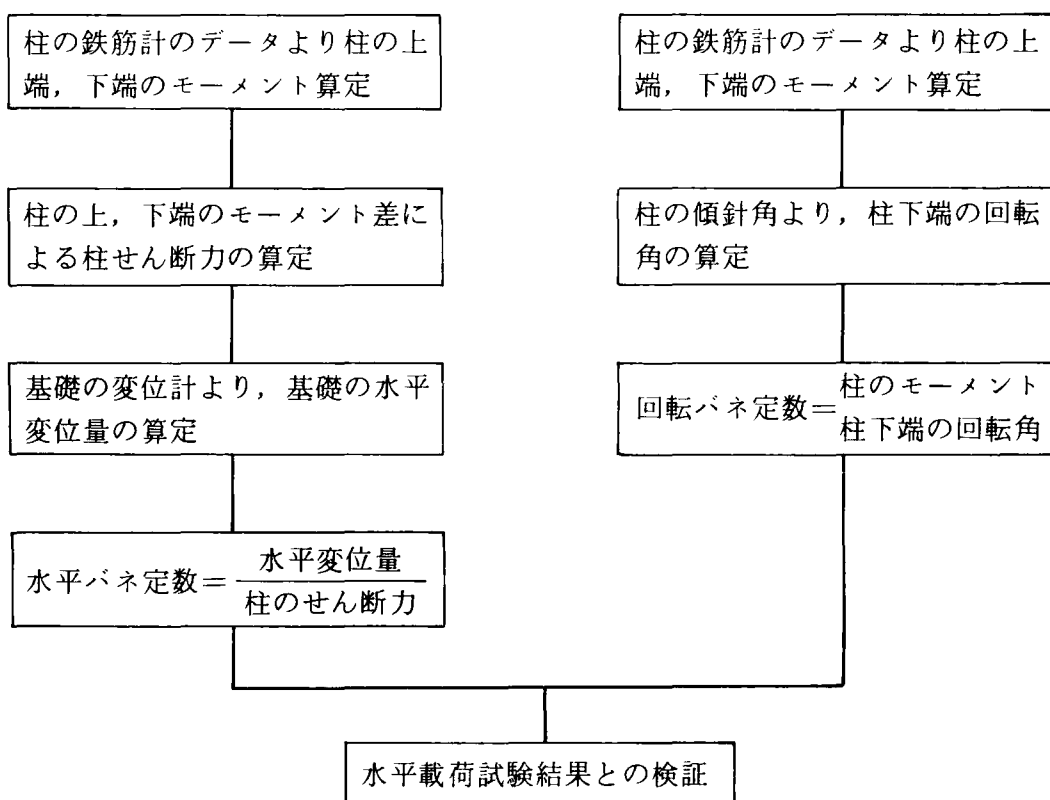 柱の鉄筋計のデータより柱の上
端，下端のモーメント算定
柱の上，下端のモーメント差に
よる柱せん断力の算定
基礎の変位計より，基礎の水平
変位量の算定
水平バネ定数＝水平変位量
柱のせん断力
柱の鉄筋計のデータより柱の上
端，下端のモーメント算定
柱の傾針角より，柱下端の回転
角の算定
回転バネ定数＝柱のモーメント
柱下端の回転角
水平載荷試験結果との検証